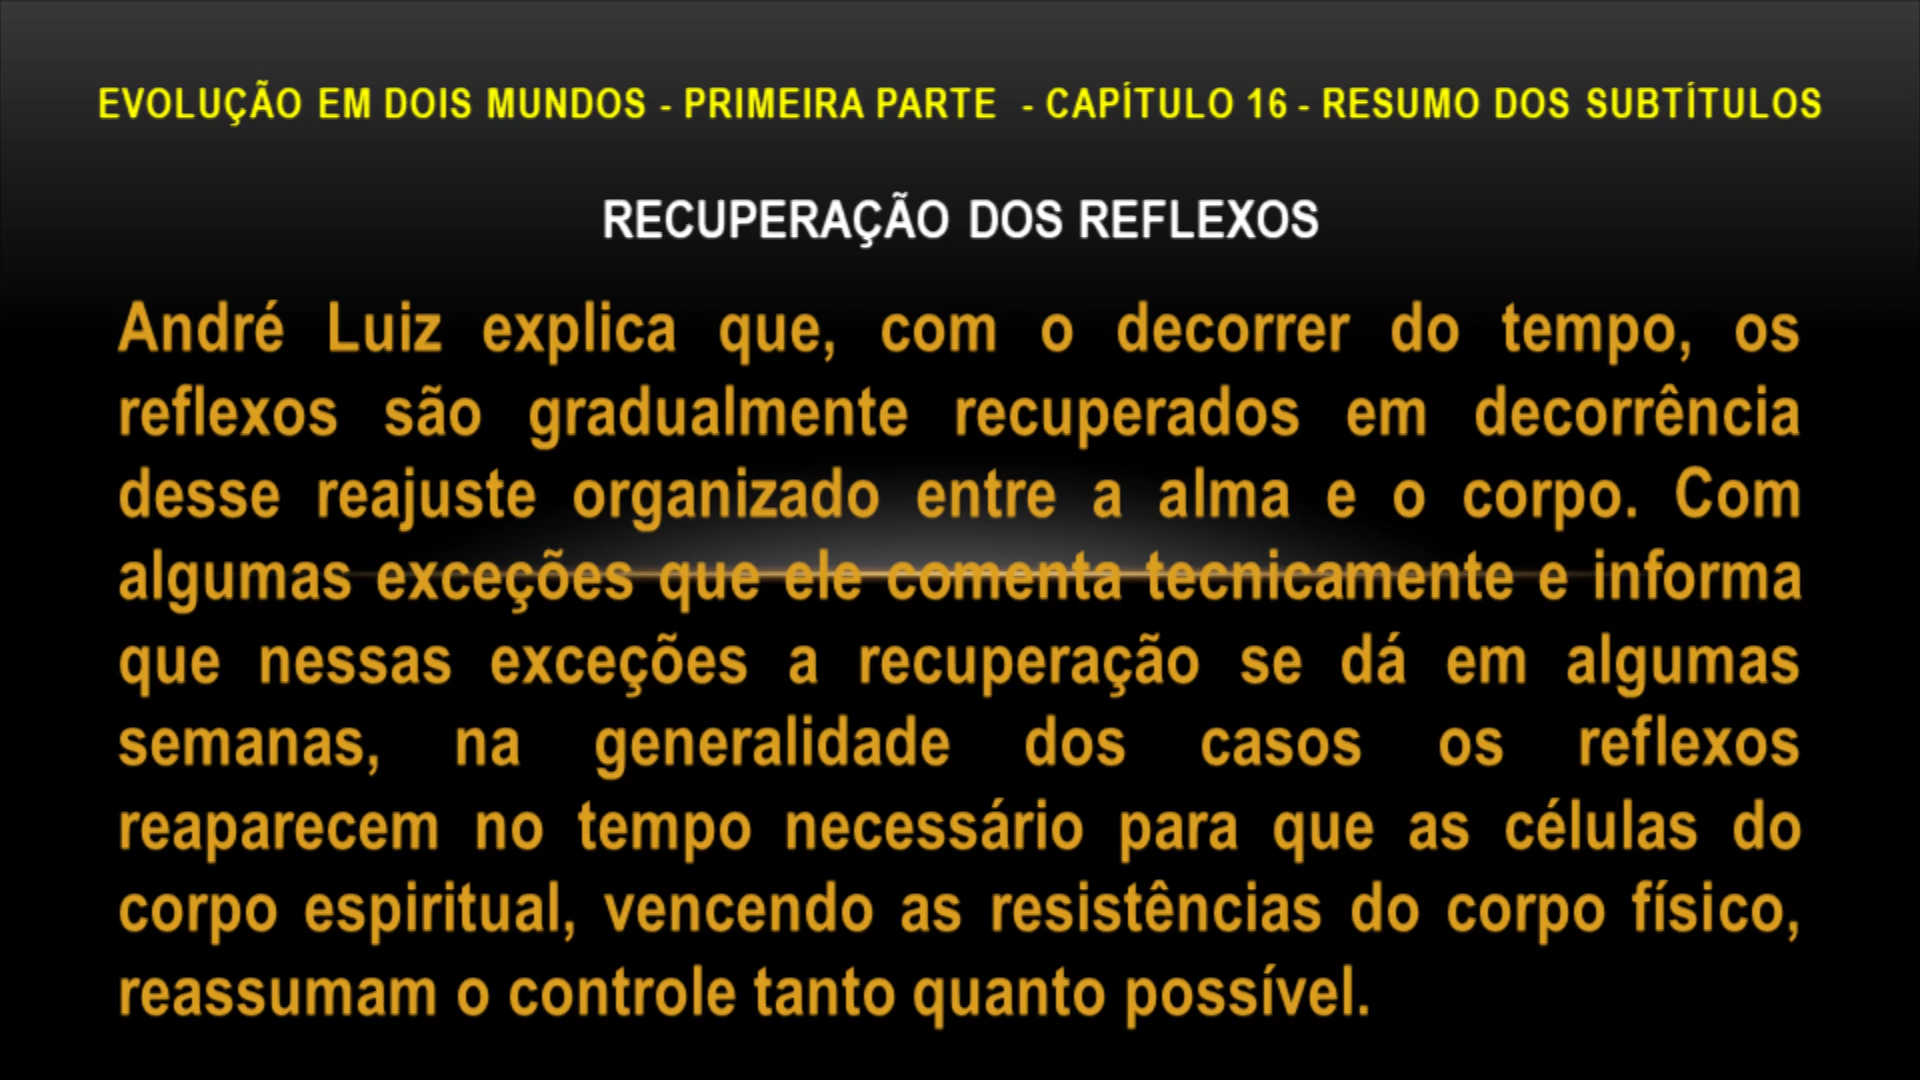 EVOLUÇÃO EM DOIS MUNDOS - PRIMEIRA PARTE - CAPÍTULO 16 - RESUMO DOS SUBTÍTULOS
RECUPERAÇÃO DOS REFLEXOS
André Luiz explica que, com o decorrer do tempo, os
reflexos são gradualmente recuperados em decorrência
desse reajuste organizado entre a alma e o corpo. Com
algumas exceções que ele comenta tecnicamente e informa
que nessas exceções a recuperação se dá em algumas
semanas, na generalidade dos casos os reflexos
reaparecem no tempo necessário para que as células do
corpo espiritual, vencendo as resistências do corpo físico,
reassumam o controle tanto quanto possível.